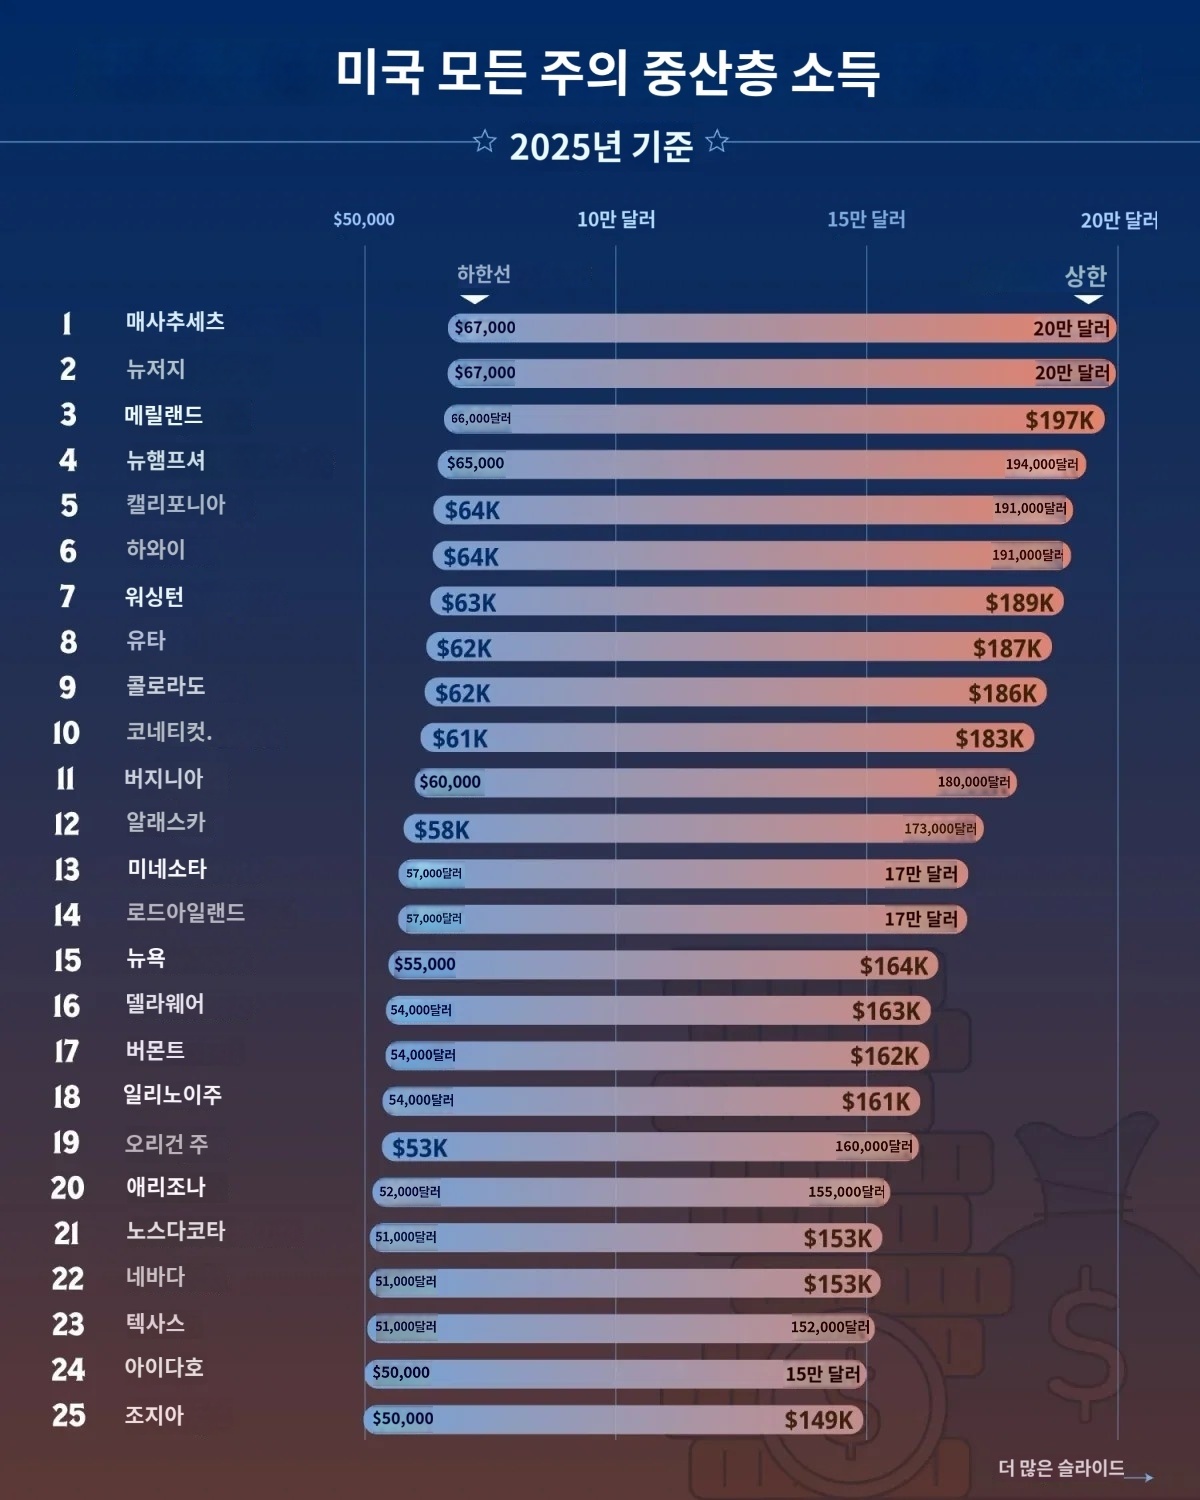 미국 모든 주의 중산층 소득
2025년 기준
$50,000 10만 달러 15만 달러 20만 달러
하한선 상한
1 매사추세츠 $67,000 20만 달러
2 뉴저지 $67,000 20만 달러
3 메릴랜드 66,000달러 $197K
4 뉴햄프셔 $65,000 194,000달러
5 캘리포니아 $64K 191,000달러
6 하와이 $64K 191,000달러
7 워싱턴 $63K $189K
8 유타 $62K $187K
9 콜로라도 $62K $186K
10 코네티컷. $61K $183K
11 버지니아 $60,000 180,000달러
12 알래스카 $58K 173,000달러
13 미네소타 57,000달러 17만 달러
14 로드아일랜드 57,000달러 17만 달러
15 뉴욕 $55,000 $164K
16 델라웨어 54,000달러 $163K
17 버몬트 54,000달러 $162K
18 일리노이주 54,000달러 $161K
19 오리건 주 $53K 160,000달러
20 애리조나 52,000달러 155,000달러
21 노스다코타 51,000달러 $153K
22 네바다 51,000달러 $153K
23 텍사스 51,000달러 152,000달러
24 아이다호 $50,000 15만 달러
25 조지아 $50,000 $149K
더 많은 슬라이드